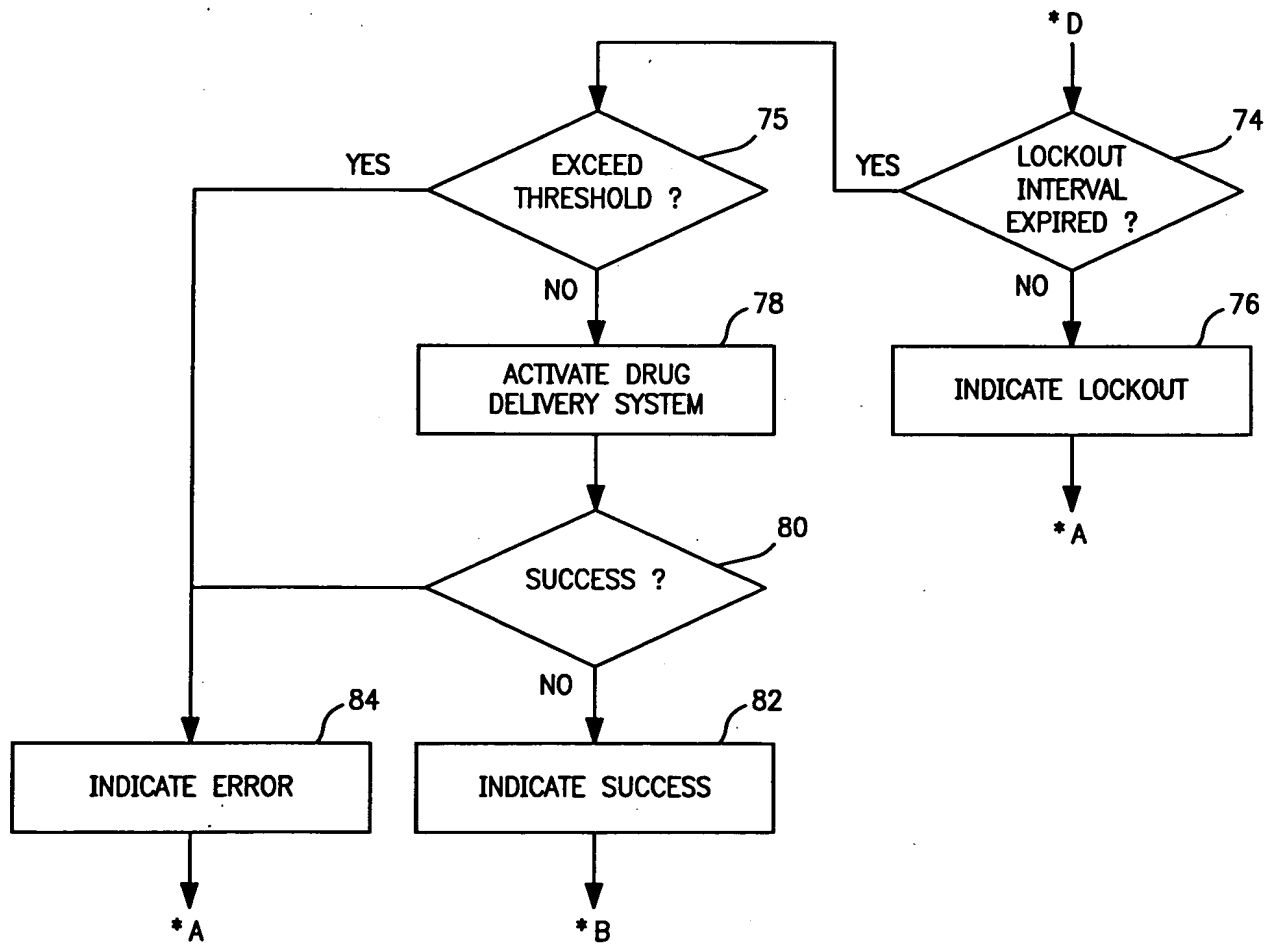 *D
75
74
YES
EXCEED
THRESHOLD ?
YES
LOCKOUT
INTERVAL
EXPIRED ?
NO
NO
78
76
ACTIVATE DRUG
DELIVERY SYSTEM
INDICATE LOCKOUT
*A
80
SUCCESS ?
NO
84
82
INDICATE ERROR
INDICATE SUCCESS
*A
*B